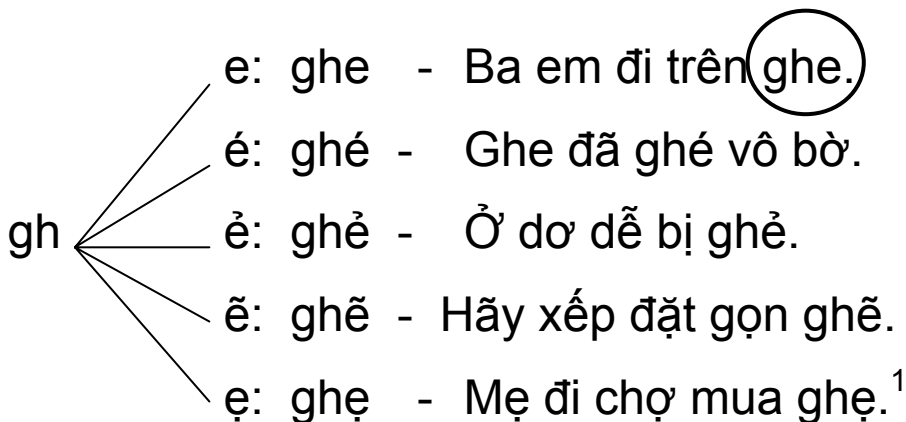 e: ghe - Ba em đi trên ghe.
é: ghé - Ghe đã ghé vô bờ.
gh ẻ: ghẻ - Ở dơ dễ bị ghẻ.
ẽ: ghẽ - Hãy xếp đặt gọn ghẽ.
ẹ: ghẹ - Mẹ đi chợ mua ghẹ.1